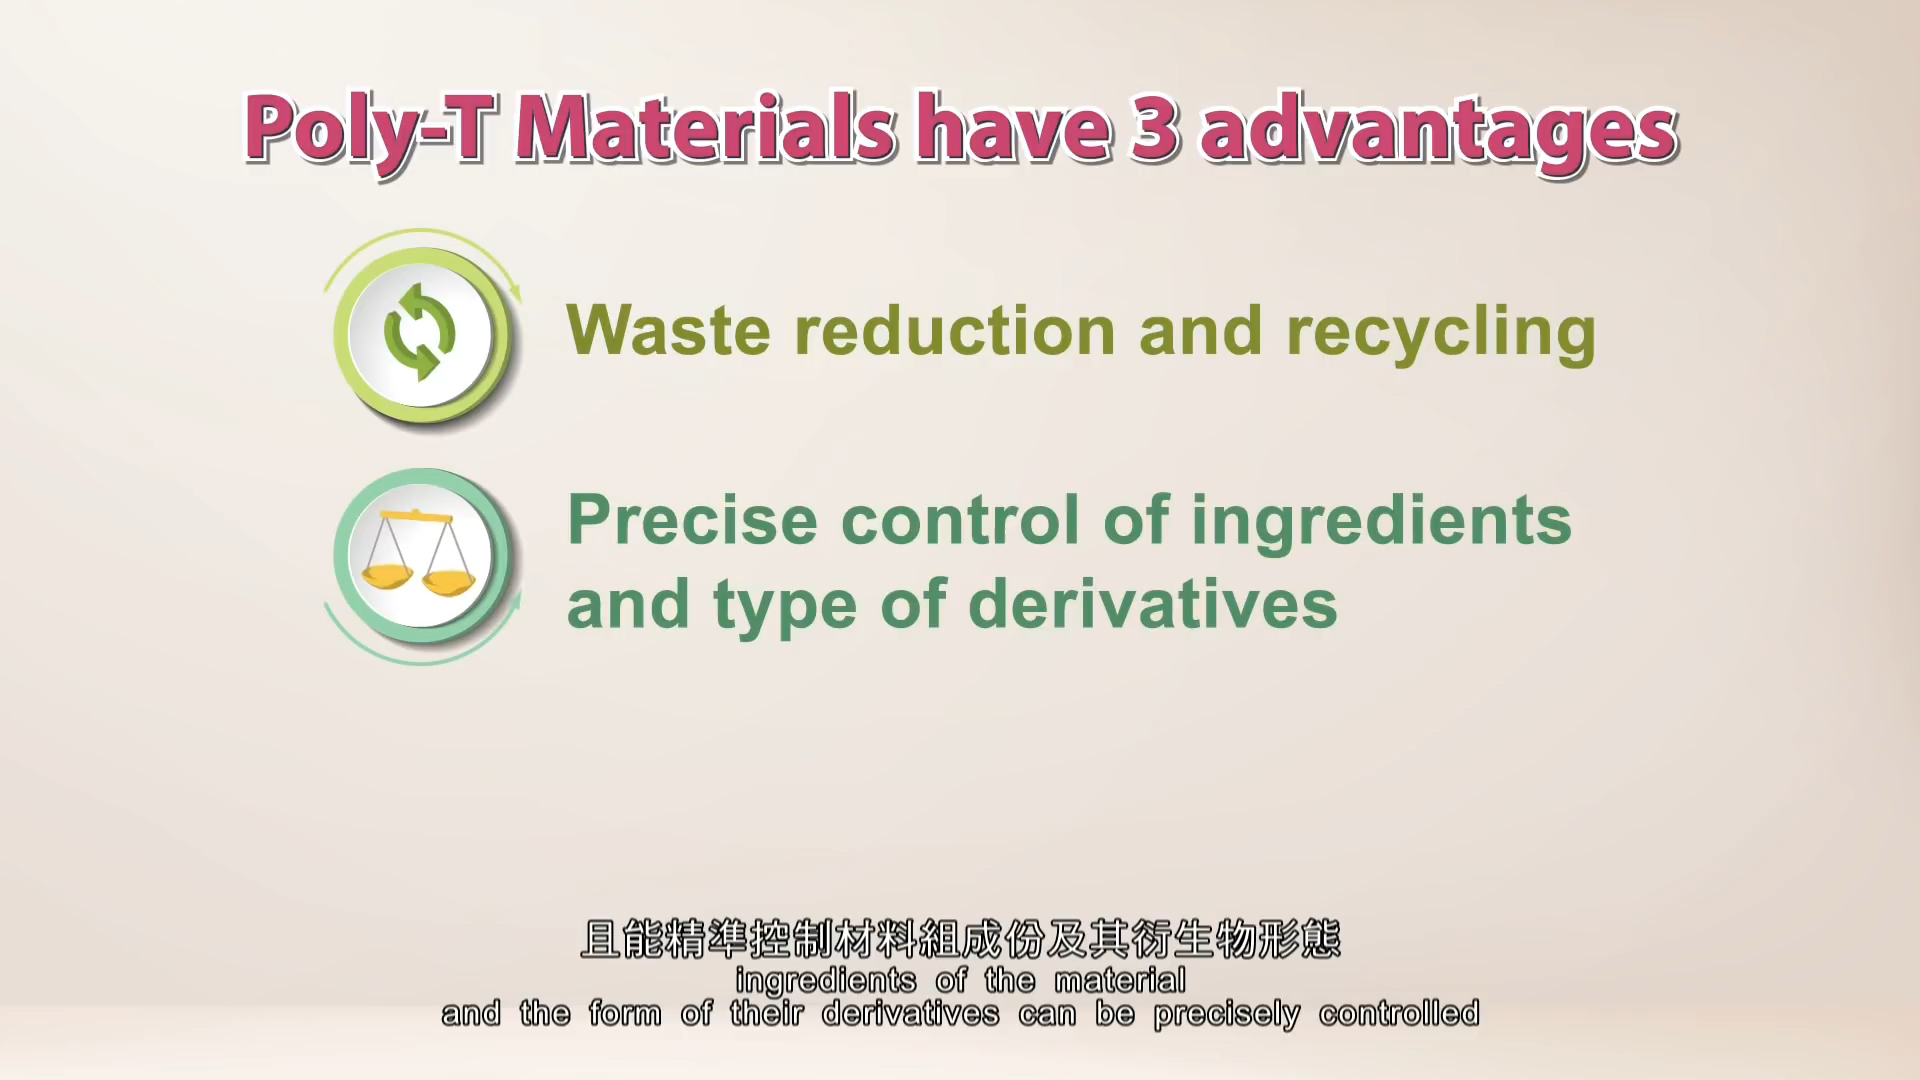 Poly-T Materials have 3 advantages
Waste reduction and recycling
Precise control of ingredients
and type of derivatives
且能精準控制材料組成份及其衍生物形態
ingredients of the material
and the form of their derivatives can be precisely controlled